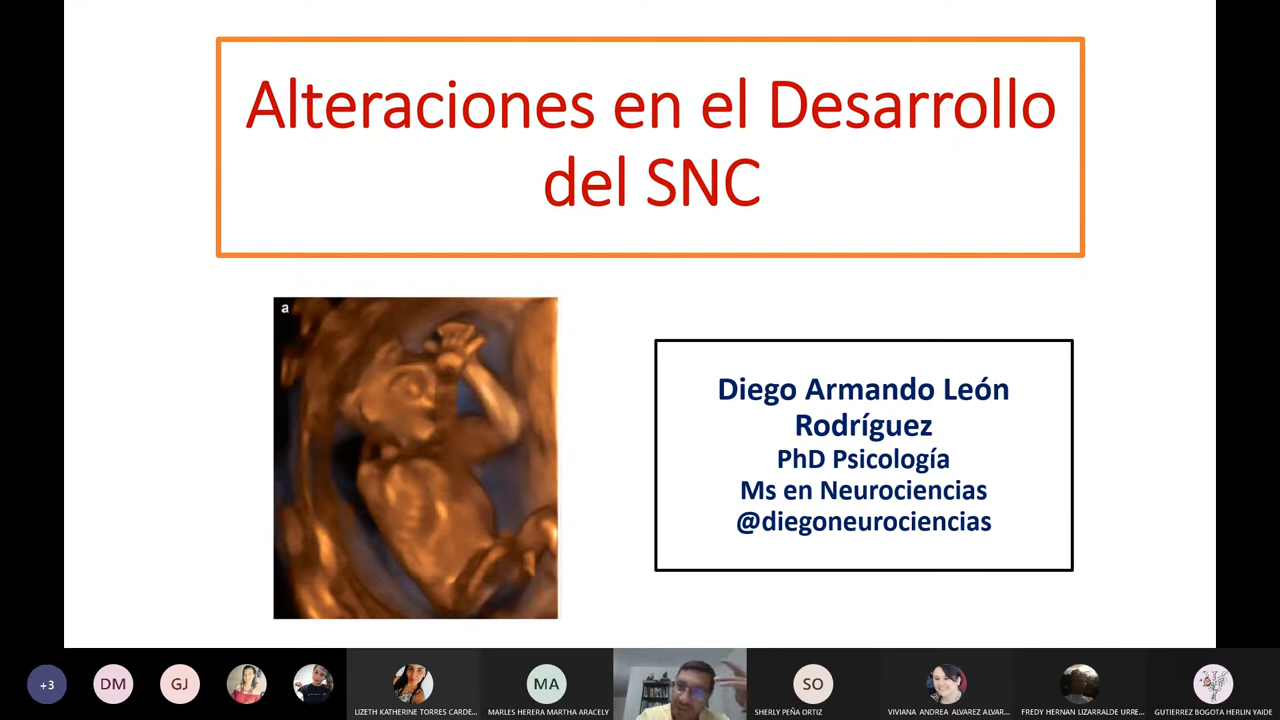 Alteraciones en el Desarrollo
del SNC
a
Diego Armando León
Rodríguez
PhD Psicología
Ms en Neurociencias
@diegoneurociencias
+3
DM
GJ
LIZETH KATHERINE TORRES CARDE...
MA
MARLES HERERA MARTHA ARACELY
SO
SHERLY PEÑA ORTIZ
VIVIANA ANDREA ALVAREZ ALVAR...
FREDY HERNAN LIZARRALDE URRE...
GUTIERREZ BOGOTA HERLIN YAIDE